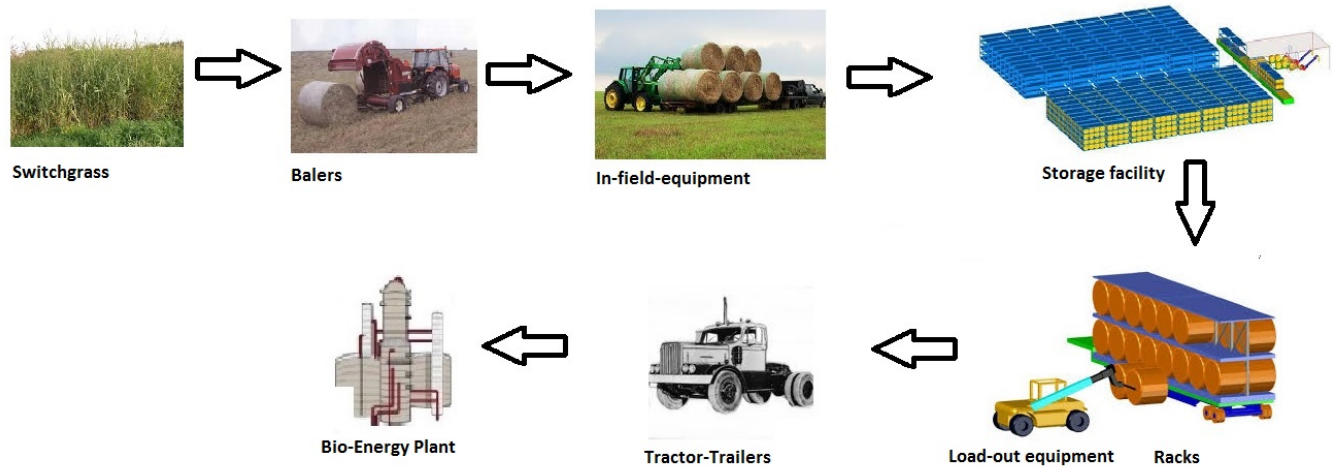 Switchgrass
Balers
In-field-equipment
Storage facility
Bio-Energy Plant
Tractor-Trailers
Load-out equipment
Racks